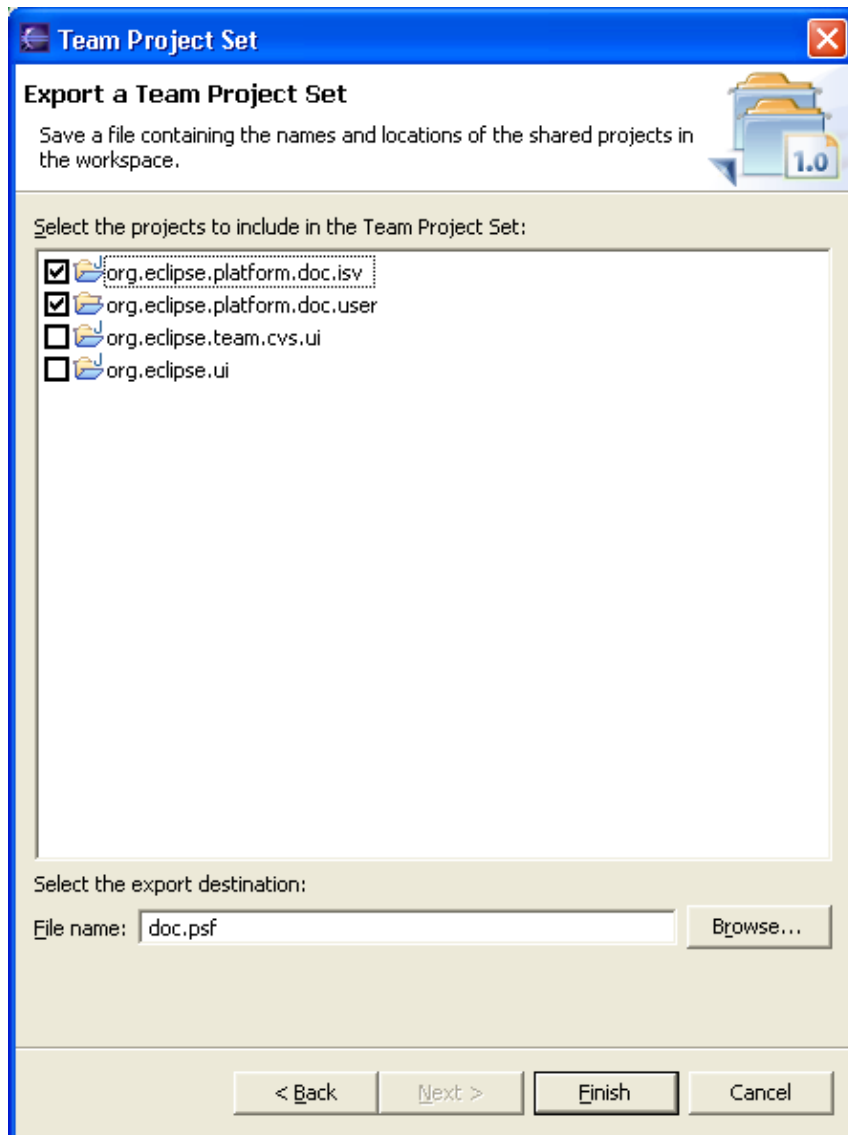 Team Project Set
Export a Team Project Set
Save a file containing the names and locations of the shared projects in
the workspace.
1.0
Select the projects to include in the Team Project Set:
org.eclipse.platform.doc.isv
org.eclipse.platform.doc.user
org.eclipse.team.cvs.ui
org.eclipse.ui
Select the export destination:
File name: doc.psf Browse...
< Back Next > Finish Cancel